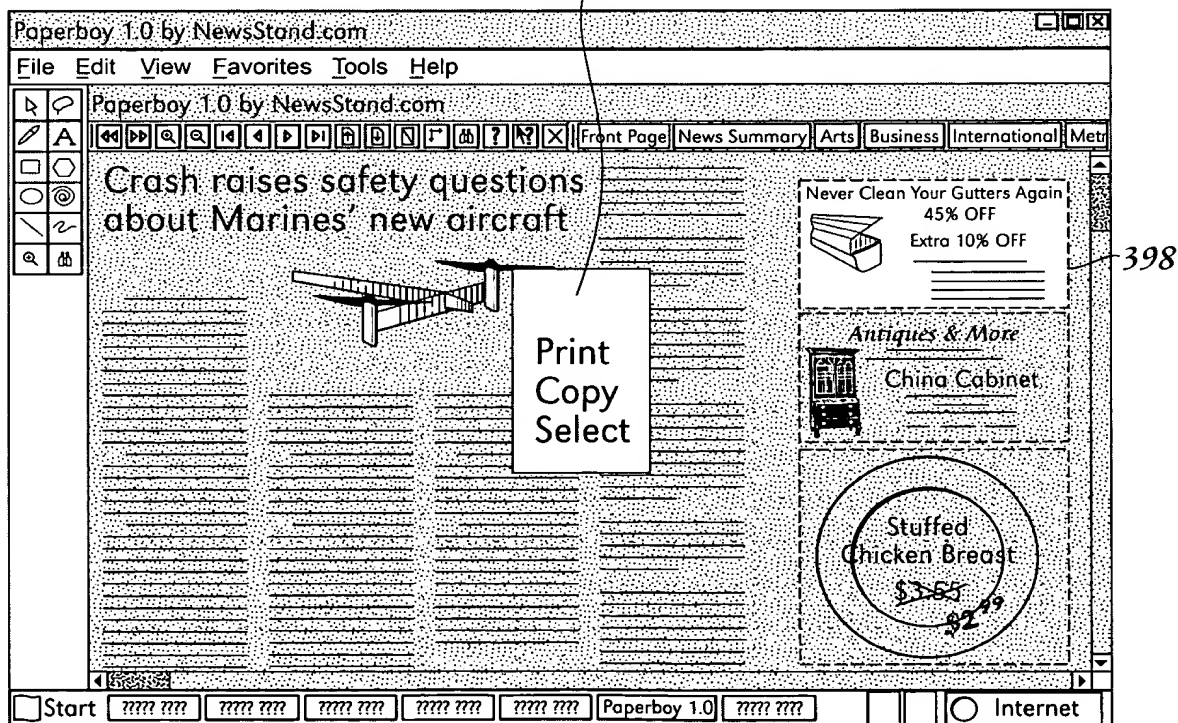 Paperboy 1.0 by NewsStand.com
File Edit View Favorites Tools Help
Paperboy 1.0 by NewsStand.com
A ? ? Front Page News Summary Arts Business International Metr
Crash raises safety questions
about Marines' new aircraft
Print
Copy
Select
Never Clean Your Gutters Again
45% OFF
Extra 10% OFF
398
Antiques & More
China Cabinet
Stuffed
Chicken Breast
$3.55
$2.99
Start ????? ???? ????? ???? ????? ???? ????? ???? ????? ???? Paperboy 1.0 ????? ???? Internet